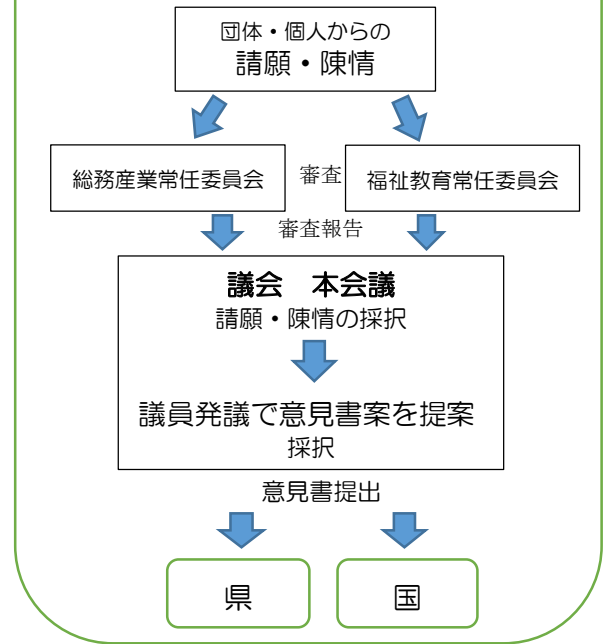 団体・個人からの
請願・陳情
総務産業常任委員会
審査
福祉教育常任委員会
審査報告
議会　本会議
請願・陳情の採択
議員発議で意見書案を提案
採択
意見書提出
県
国